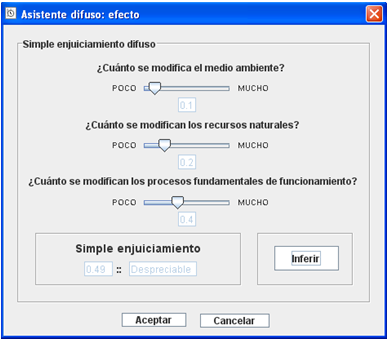 Asistente difuso: efecto
Simple enjuiciamiento difuso
¿Cuánto se modifica el medio ambiente?
POCO MUCHO
0.1
¿Cuánto se modifican los recursos naturales?
POCO MUCHO
0.2
¿Cuánto se modifican los procesos fundamentales de funcionamiento?
POCO MUCHO
0.4
Simple enjuiciamiento
0.49 :: Despreciable
Inferir
Aceptar Cancelar